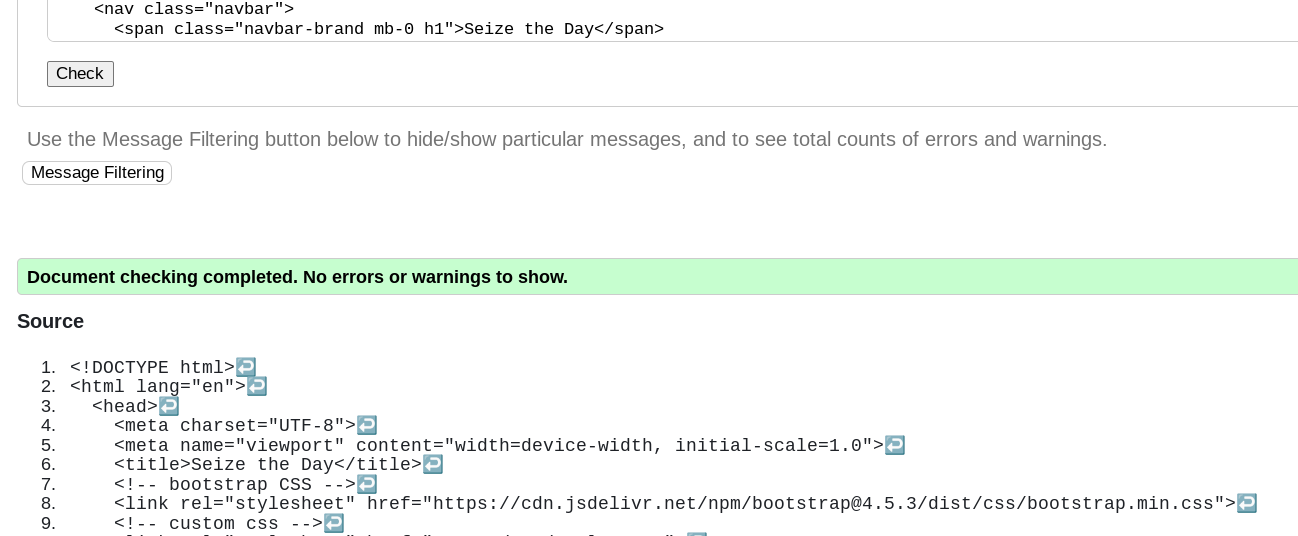 <nav class="navbar">
<span class="navbar-brand mb-0 h1">Seize the Day</span>
Check
Use the Message Filtering button below to hide/show particular messages, and to see total counts of errors and warnings.
Message Filtering
Document checking completed. No errors or warnings to show.
Source
1. <!DOCTYPE html>↩
2. <html lang="en">↩
3. <head>↩
4. <meta charset="UTF-8">↩
5. <meta name="viewport" content="width=device-width, initial-scale=1.0">↩
6. <title>Seize the Day</title>↩
7. <!-- bootstrap CSS -->↩
8. <link rel="stylesheet" href="https://cdn.jsdelivr.net/npm/bootstrap@4.5.3/dist/css/bootstrap.min.css">↩
9. <!-- custom css -->↩